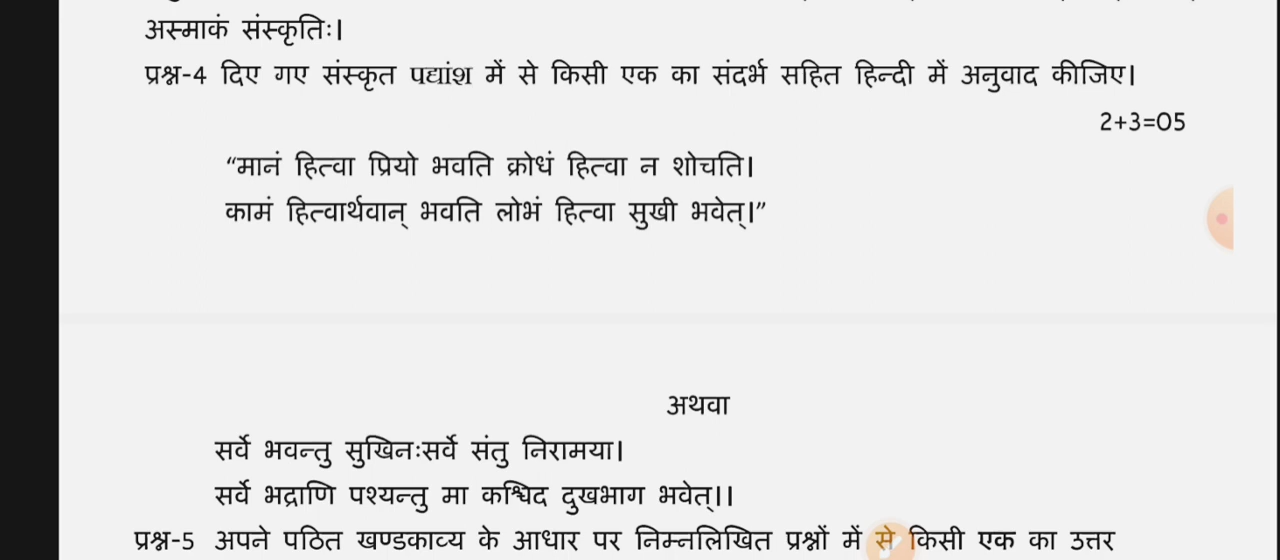 अस्माकं संस्कृतिः।
प्रश्न-4 दिए गए संस्कृत पद्यांश में से किसी एक का संदर्भ सहित हिन्दी में अनुवाद कीजिए।
2+3=05
“मानं हित्वा प्रियो भवति क्रोधं हित्वा न शोचति।
कामं हित्वार्थवान् भवति लोभं हित्वा सुखी भवेत्।”
अथवा
सर्वे भवन्तु सुखिनःसर्वे संतु निरामया।
सर्वे भद्राणि पश्यन्तु मा कश्चिद दुखभाग भवेत्।।
प्रश्न-5 अपने पठित खण्डकाव्य के आधार पर निम्नलिखित प्रश्नों में से किसी एक का उत्तर